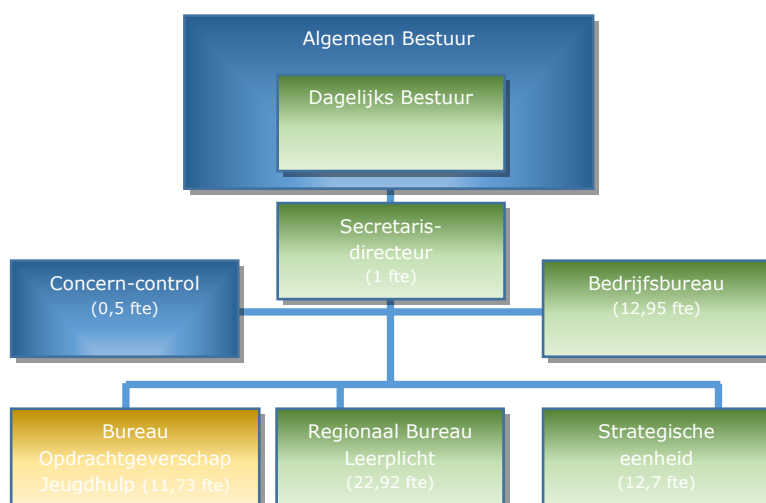 Algemeen Bestuur
Dagelijks Bestuur
Secretaris-
directeur
(1 fte)
Concern-control
(0,5 fte)
Bedrijfsbureau
(12,95 fte)
Bureau
Opdrachtgeverschap
Jeugdhulp (11,73 fte)
Regionaal Bureau
Leerplicht
(22,92 fte)
Strategische
eenheid
(12,7 fte)